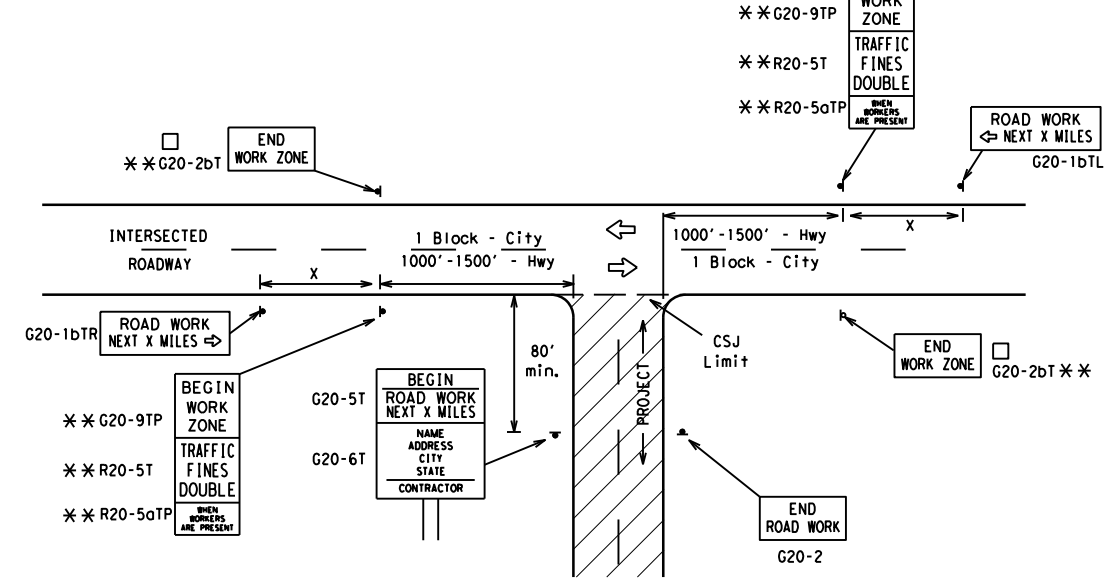 WORK
ZONE
TRAFFIC
FINES
DOUBLE
WHEN
WORKERS
ARE PRESENT
**G20-9TP
**R20-5T
**R20-5aTP
ROAD WORK
⇦ NEXT X MILES
G20-1bTL
END
WORK ZONE
□
**G20-2bT
INTERSECTED
ROADWAY
1 Block - City
1000'-1500' - Hwy
X
1000'-1500' - Hwy
1 Block - City
X
G20-1bTR
ROAD WORK
NEXT X MILES ⇨
80'
min.
CSJ
Limit
PROJECT
END
WORK ZONE
□
G20-2bT **
BEGIN
WORK
ZONE
TRAFFIC
FINES
DOUBLE
WHEN
WORKERS
ARE PRESENT
**G20-9TP
**R20-5T
**R20-5aTP
G20-5T
BEGIN
ROAD WORK
NEXT X MILES
G20-6T
NAME
ADDRESS
CITY
STATE
CONTRACTOR
END
ROAD WORK
G20-2